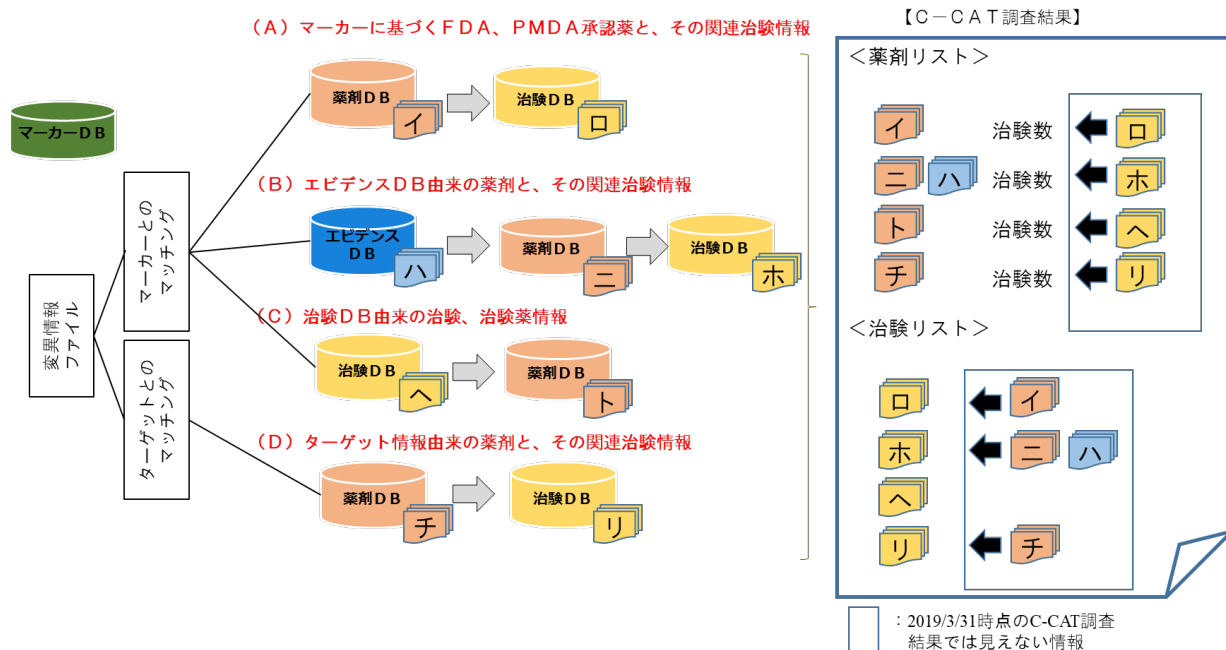 【C－CAT調査結果】
(A) マーカーに基づくＦＤＡ、ＰＭＤＡ承認薬と、その関連治験情報
薬剤ＤＢ
イ
治験ＤＢ
ロ
マーカーＤＢ
(B) エビデンスＤＢ由来の薬剤と、その関連治験情報
エビデンス
ＤＢ
ハ
薬剤ＤＢ
ニ
治験ＤＢ
ホ
変異情報
ファイル
マーカーとの
マッチング
ターゲットとの
マッチング
(C) 治験ＤＢ由来の治験、治験薬情報
治験ＤＢ
ヘ
薬剤ＤＢ
ト
(D) ターゲット情報由来の薬剤と、その関連治験情報
薬剤ＤＢ
チ
治験ＤＢ
リ
＜薬剤リスト＞
イ 治験数 ロ
ニ ハ 治験数 ホ
ト 治験数 ヘ
チ 治験数 リ
＜治験リスト＞
ロ イ
ホ ニ ハ
ヘ
リ チ
：2019/3/31時点のC-CAT調査
結果では見えない情報